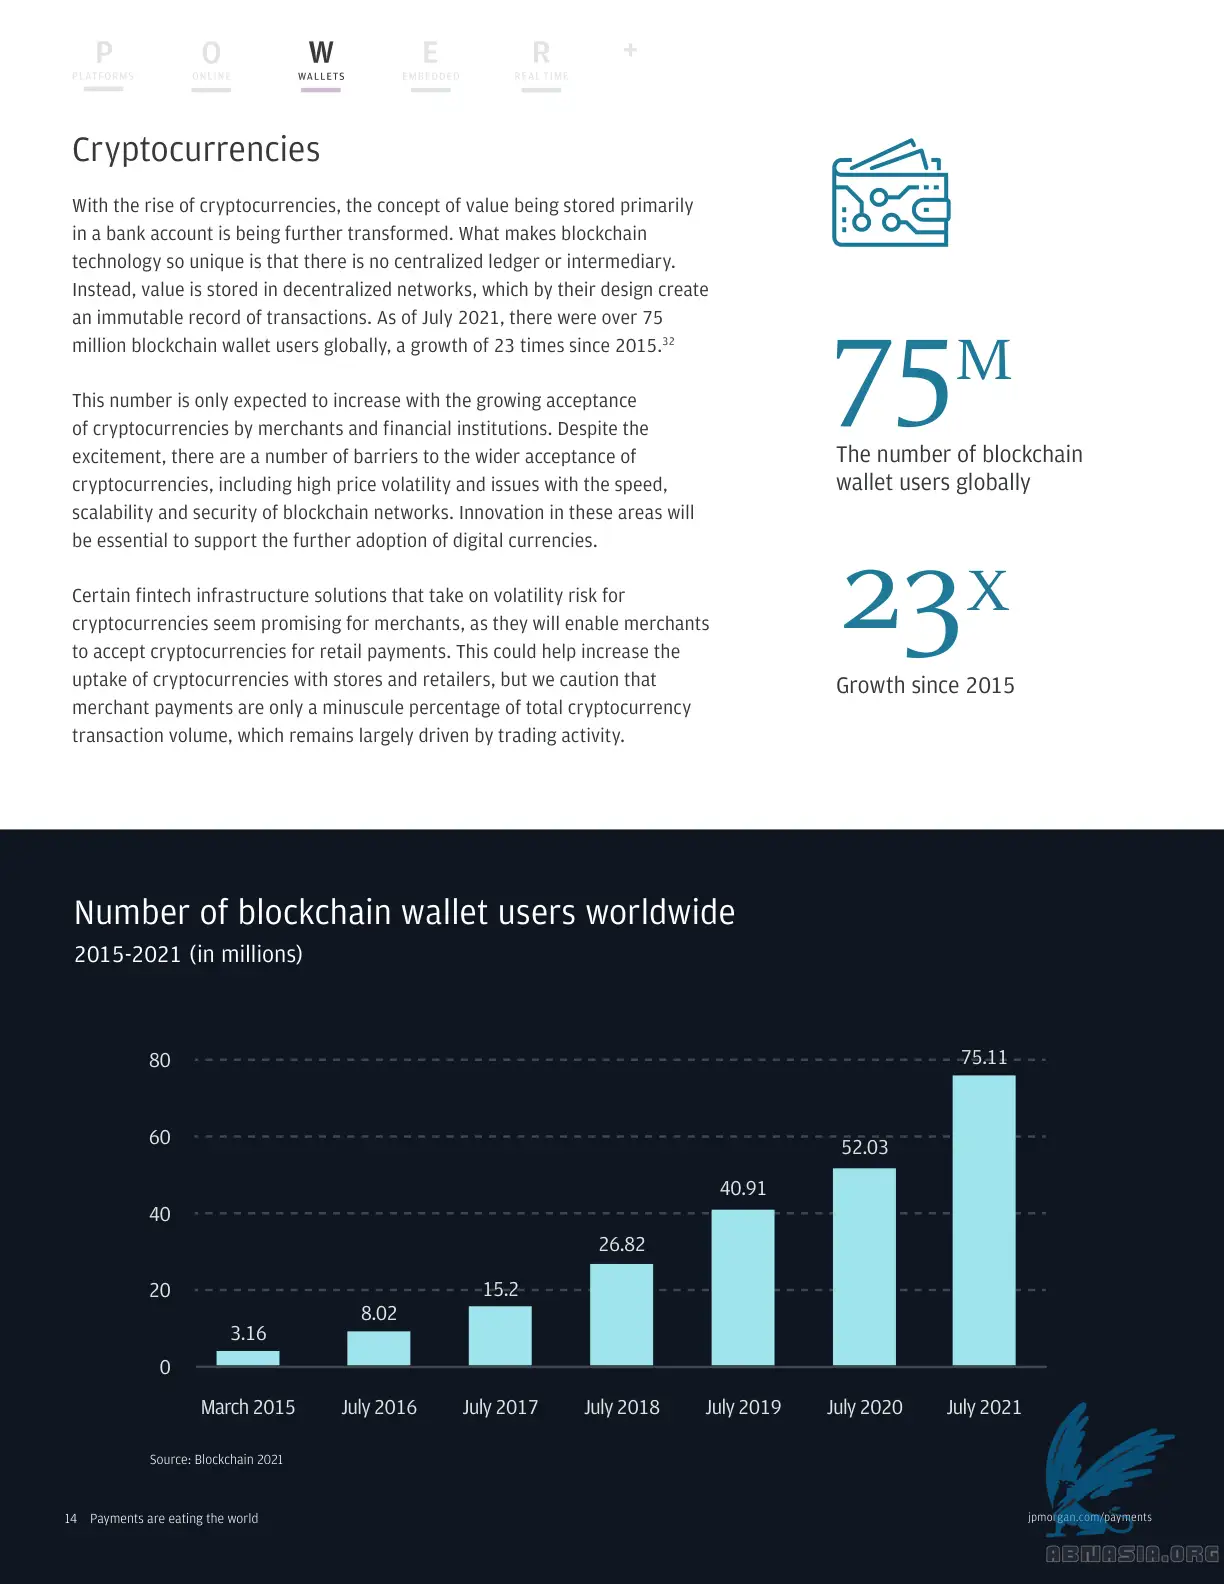 P O W E R +
PLATFORMS ONLINE WALLETS EMBEDDED REAL TIME
Cryptocurrencies
With the rise of cryptocurrencies, the concept of value being stored primarily
in a bank account is being further transformed. What makes blockchain
technology so unique is that there is no centralized ledger or intermediary.
Instead, value is stored in decentralized networks, which by their design create
an immutable record of transactions. As of July 2021, there were over 75
million blockchain wallet users globally, a growth of 23 times since 2015.32
This number is only expected to increase with the growing acceptance
of cryptocurrencies by merchants and financial institutions. Despite the
excitement, there are a number of barriers to the wider acceptance of
cryptocurrencies, including high price volatility and issues with the speed,
scalability and security of blockchain networks. Innovation in these areas will
be essential to support the further adoption of digital currencies.
Certain fintech infrastructure solutions that take on volatility risk for
cryptocurrencies seem promising for merchants, as they will enable merchants
to accept cryptocurrencies for retail payments. This could help increase the
uptake of cryptocurrencies with stores and retailers, but we caution that
merchant payments are only a minuscule percentage of total cryptocurrency
transaction volume, which remains largely driven by trading activity.
75M
The number of blockchain
wallet users globally
23X
Growth since 2015
Number of blockchain wallet users worldwide
2015-2021 (in millions)
80
60
40
20
0
3.16
8.02
15.2
26.82
40.91
52.03
75.11
March 2015 July 2016 July 2017 July 2018 July 2019 July 2020 July 2021
Source: Blockchain 2021
14 Payments are eating the world
jpmorgan.com/payments
ABNASIA.ORG